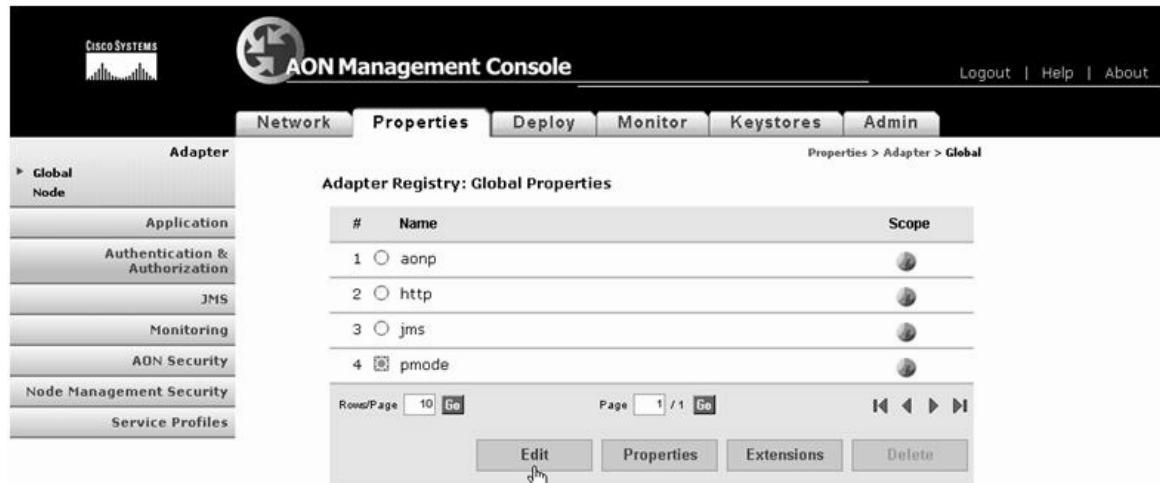 CISCO SYSTEMS
AON Management Console
Logout | Help | About
Network Properties Deploy Monitor Keystores Admin
Adapter
Global
Node
Application
Authentication &
Authorization
JMS
Monitoring
AON Security
Node Management Security
Service Profiles
Properties > Adapter > Global
Adapter Registry: Global Properties
# Name Scope
1 aonp
2 http
3 jms
4 pmode
Rows/Page 10 Go Page 1 / 1 Go
Edit Properties Extensions Delete